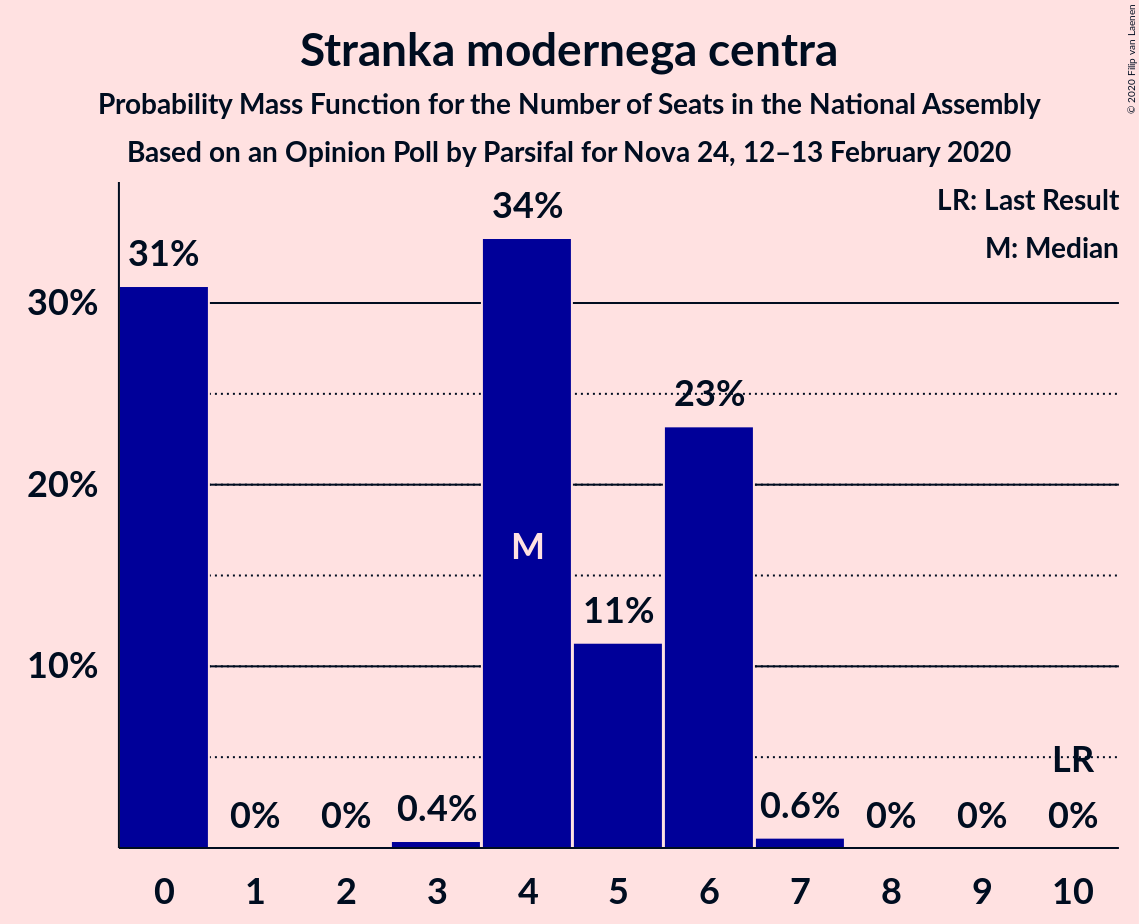 Stranka modernega centra
Probability Mass Function for the Number of Seats in the National Assembly
Based on an Opinion Poll by Parsifal for Nova 24, 12–13 February 2020
© 2020 Filip van Laenen
LR: Last Result
M: Median
30%
20%
10%
31%
0%
0%
0.4%
34%
M
11%
23%
0.6%
0%
0%
LR
0%
0 1 2 3 4 5 6 7 8 9 10